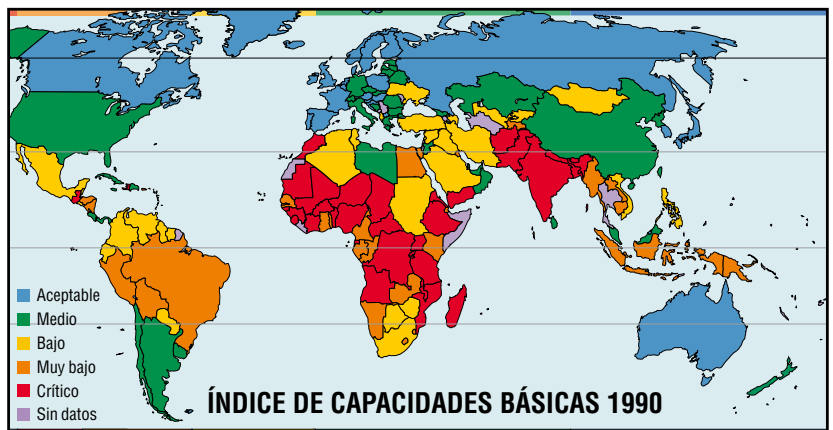 Aceptable
Medio
Bajo
Muy bajo
Crítico
Sin datos
ÍNDICE DE CAPACIDADES BÁSICAS 1990